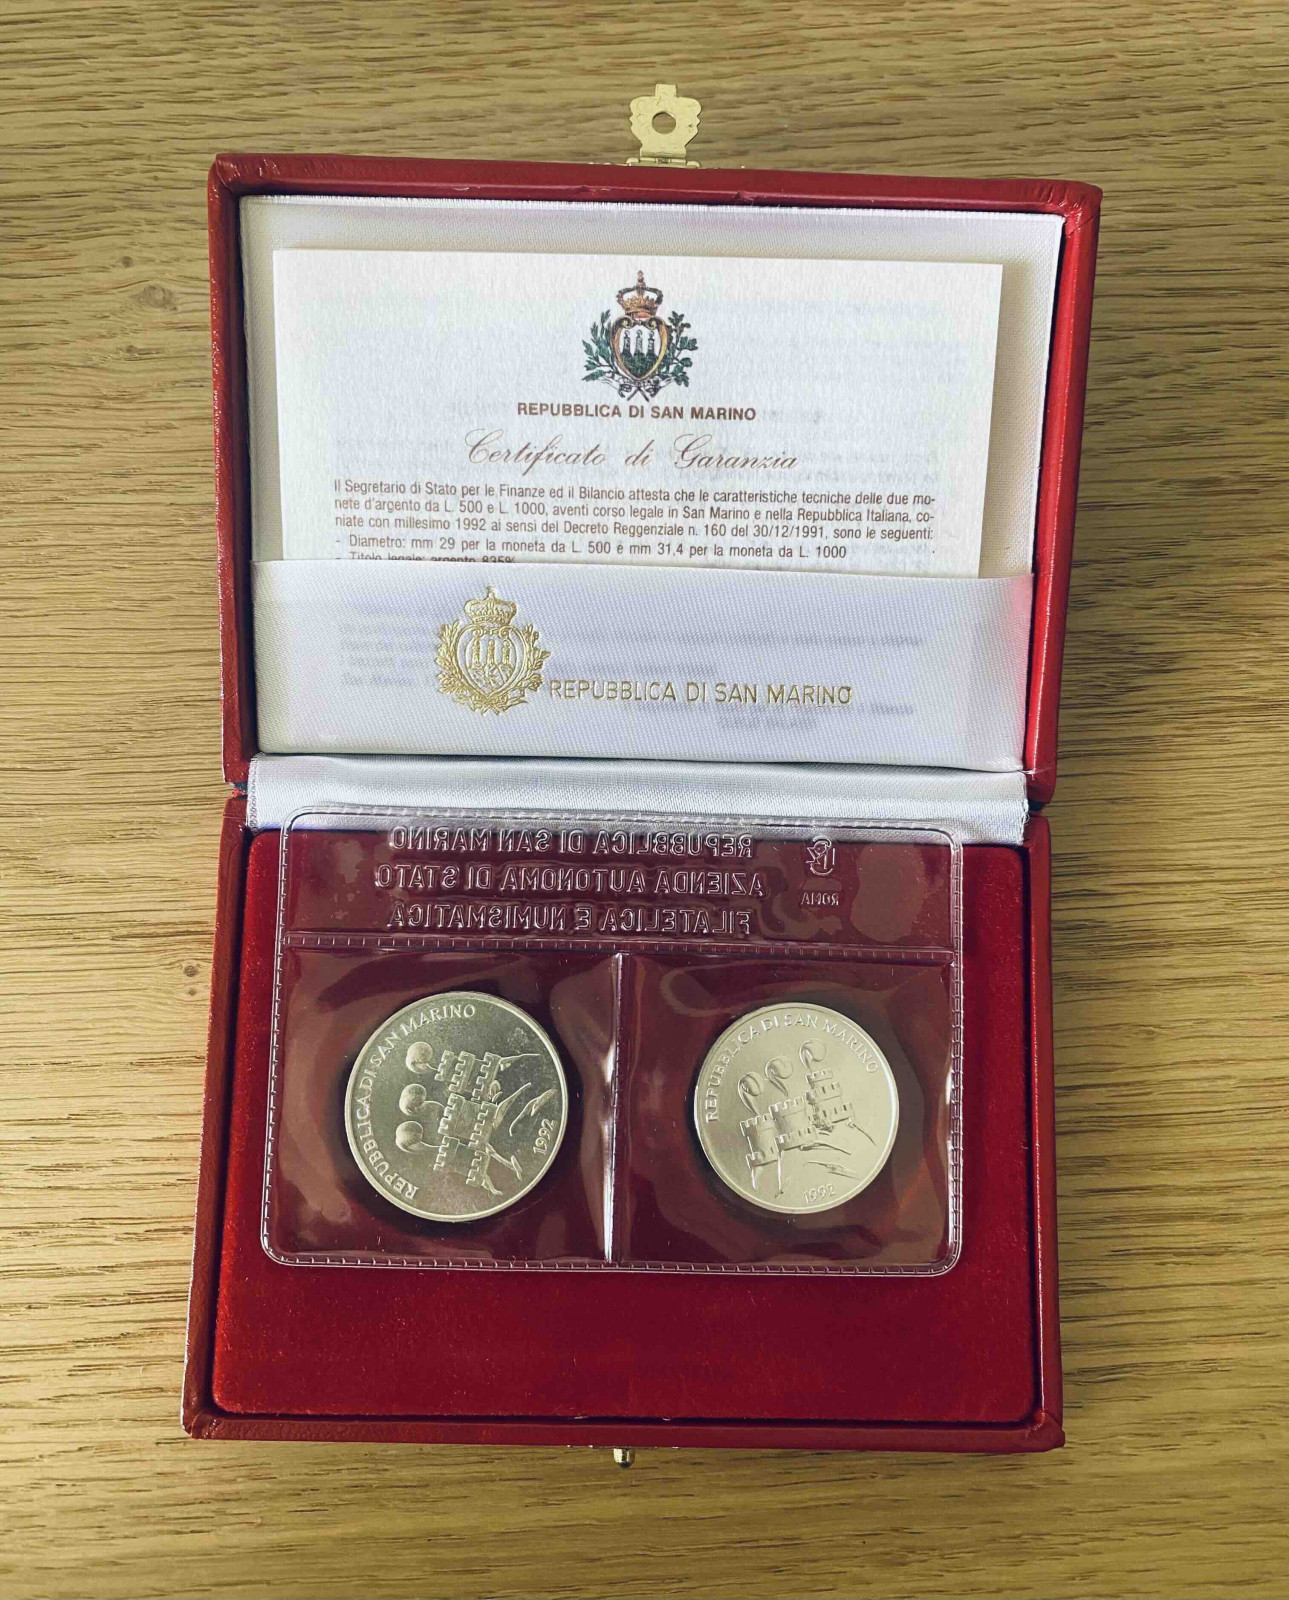 REPUBBLICA DI SAN MARINO
Certificato di Garanzia
Il Segretario di Stato per le Finanze ed il Bilancio attesta che le caratteristiche tecniche delle due mo-
nete d'argento da L. 500 e L. 1000, aventi corso legale in San Marino e nella Repubblica Italiana, co-
niate con millesimo 1992 ai sensi del Decreto Reggenziale n. 160 del 30/12/1991, sono le seguenti:
- Diametro: mm 29 per la moneta da L. 500 e mm 31,4 per la moneta da L. 1000
- Titolo legale: argento 835‰
REPUBBLICA DI SAN MARINO
REPUBBLICA DI SAN MARINO
AZIENDA AUTONOMA DI STATO
FILATELICA E NUMISMATICA
ROMA
REPUBBLICA DI SAN MARINO
1992
REPUBBLICA DI SAN MARINO
1992